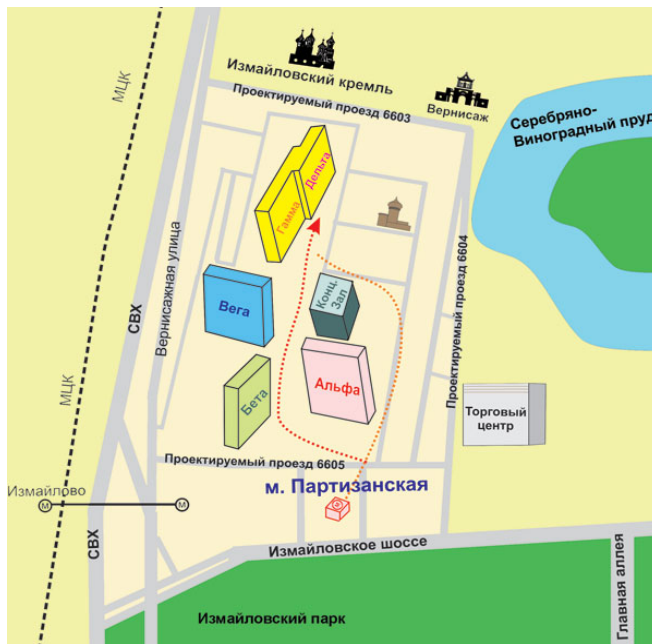 МЦК
Измайловский кремль
Проектируемый проезд 6603
Вернисаж
Серебряно-
Виноградный пруд
Дельта
Гамма
Вернисажная улица
СВХ
Вега
Конц.
Зал
Проектируемый проезд 6604
МЦК
Бета
Альфа
Торговый
центр
Проектируемый проезд 6605
м. Партизанская
Измайлово
М
М
СВХ
Измайловское шоссе
Главная аллея
Измайловский парк